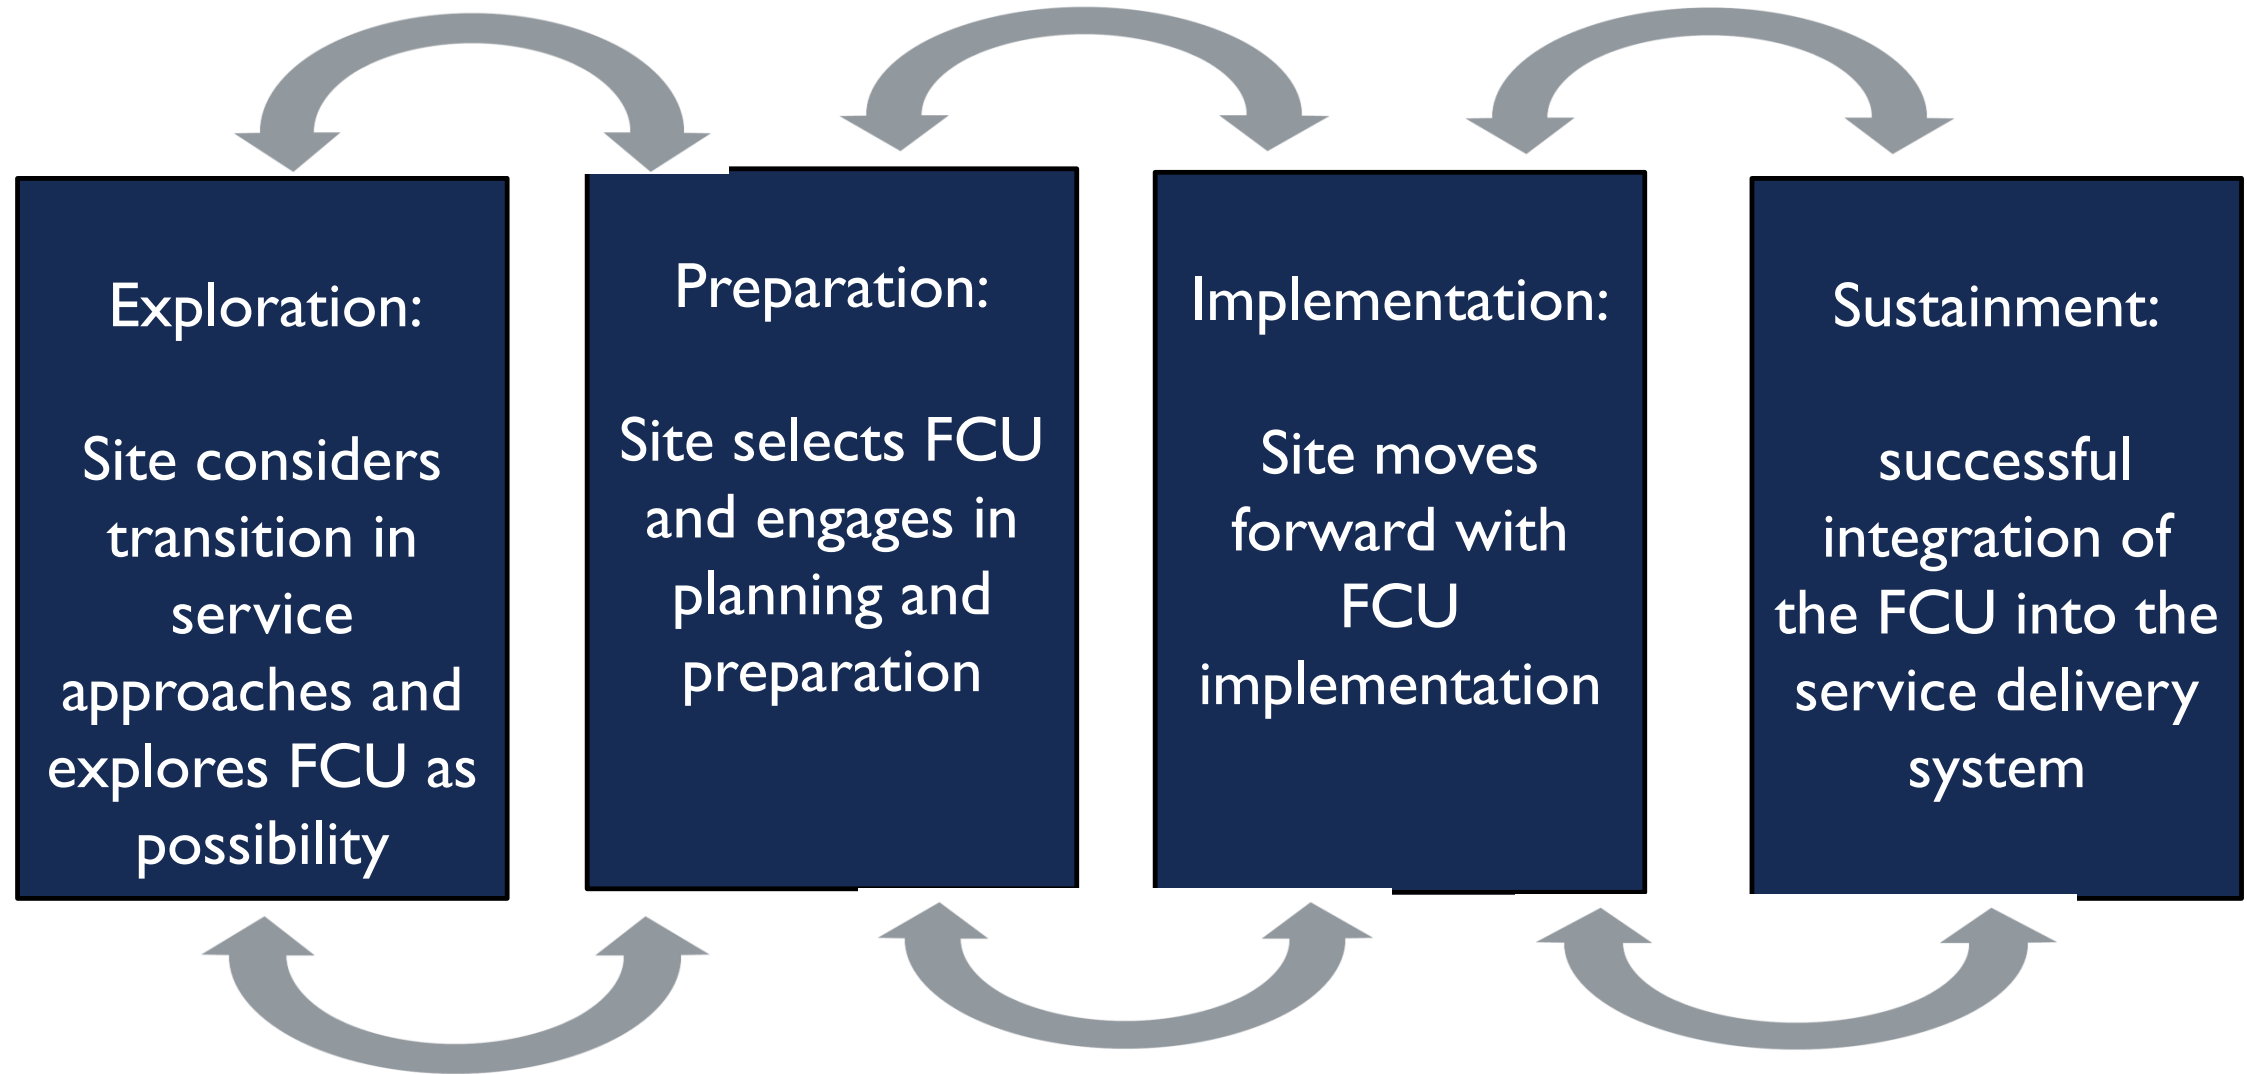 Exploration:
Site considers
transition in
service
approaches and
explores FCU as
possibility
Preparation:
Site selects FCU
and engages in
planning and
preparation
Implementation:
Site moves
forward with
FCU
implementation
Sustainment:
successful
integration of
the FCU into the
service delivery
system